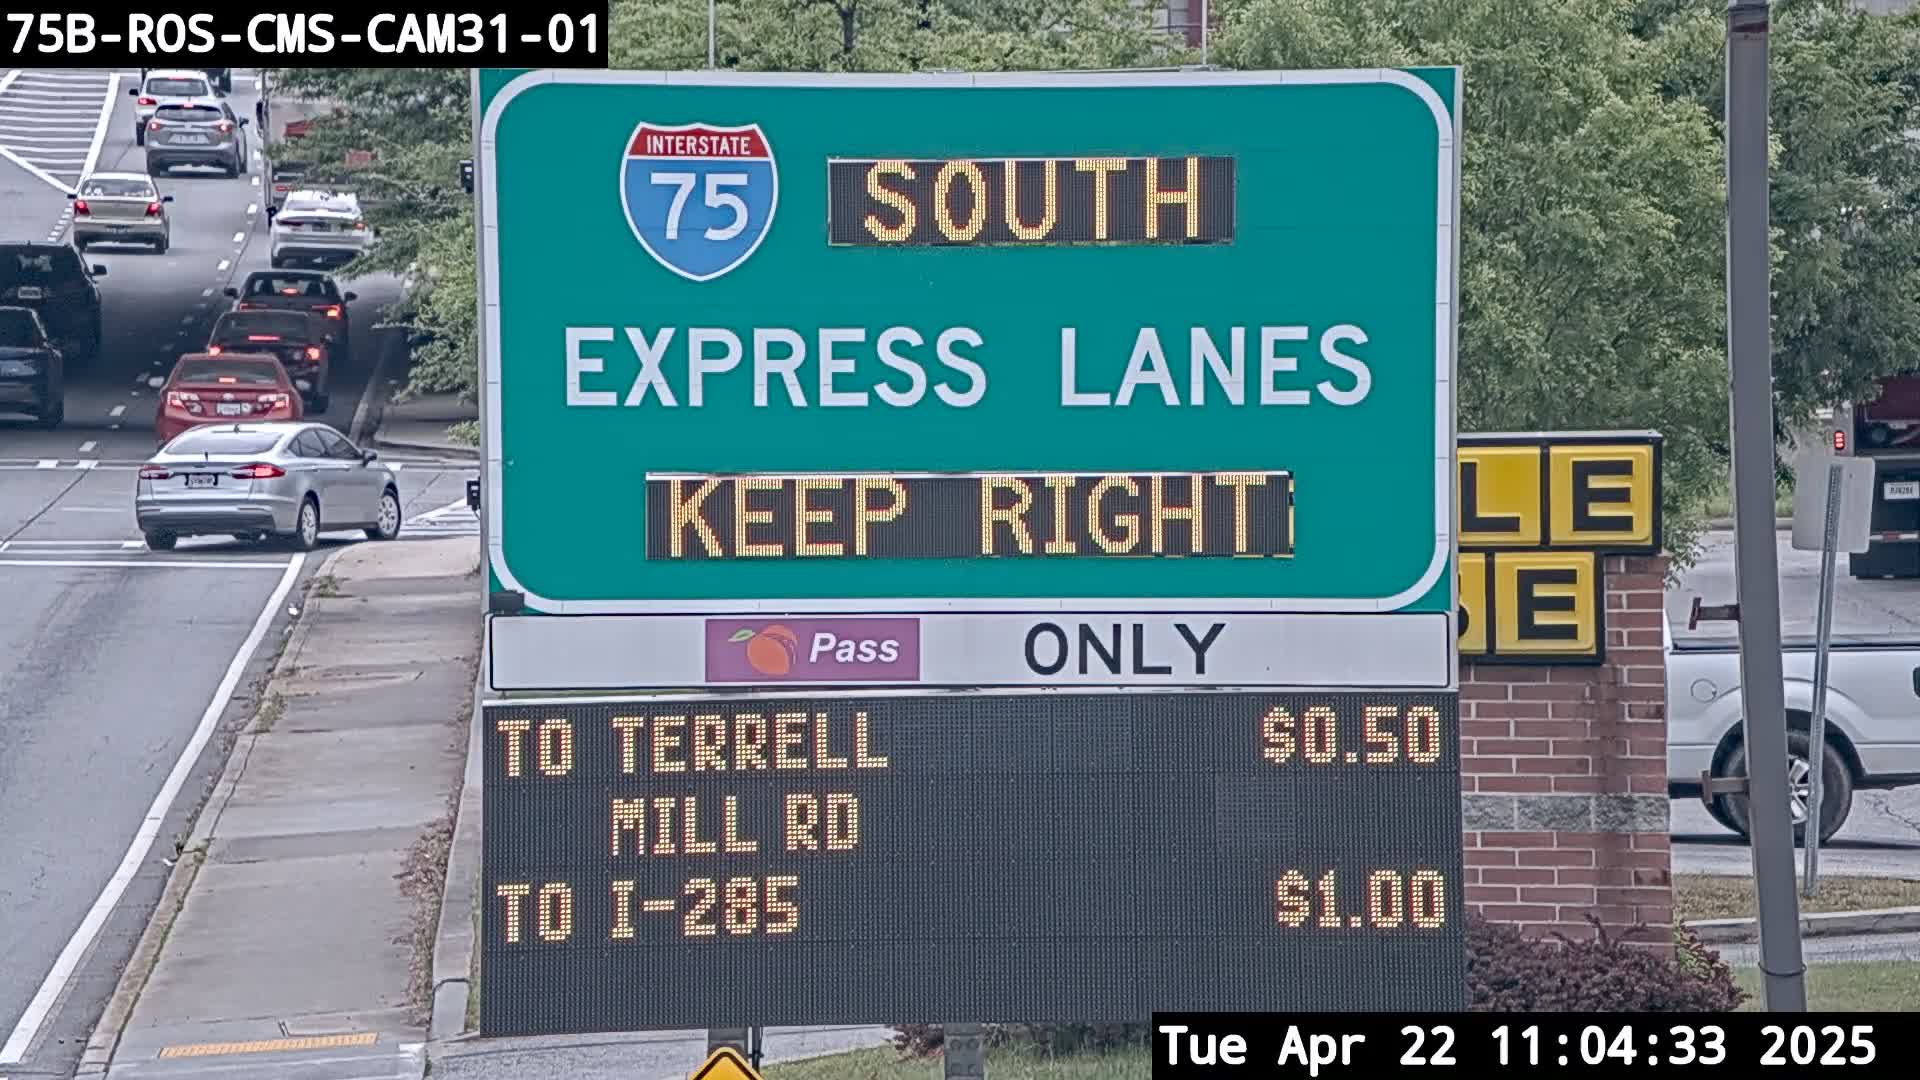 75B-ROS-CMS-CAM31-01
INTERSTATE
75
SOUTH
EXPRESS LANES
KEEP RIGHT
Pass ONLY
TO TERRELL $0.50
MILL RD
TO I-285 $1.00
LE
E
Tue Apr 22 11:04:33 2025